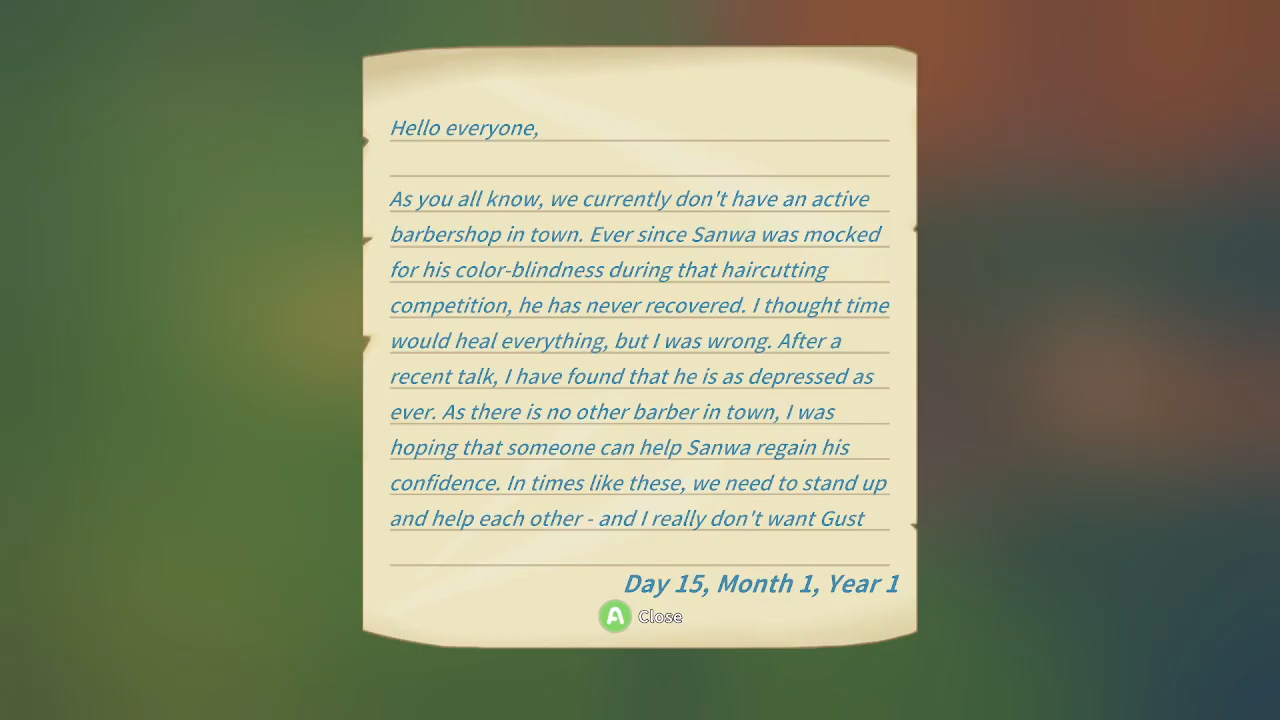 Hello everyone,
As you all know, we currently don't have an active
barbershop in town. Ever since Sanwa was mocked
for his color-blindness during that haircutting
competition, he has never recovered. I thought time
would heal everything, but I was wrong. After a
recent talk, I have found that he is as depressed as
ever. As there is no other barber in town, I was
hoping that someone can help Sanwa regain his
confidence. In times like these, we need to stand up
and help each other - and I really don't want Gust
Day 15, Month 1, Year 1
A Close